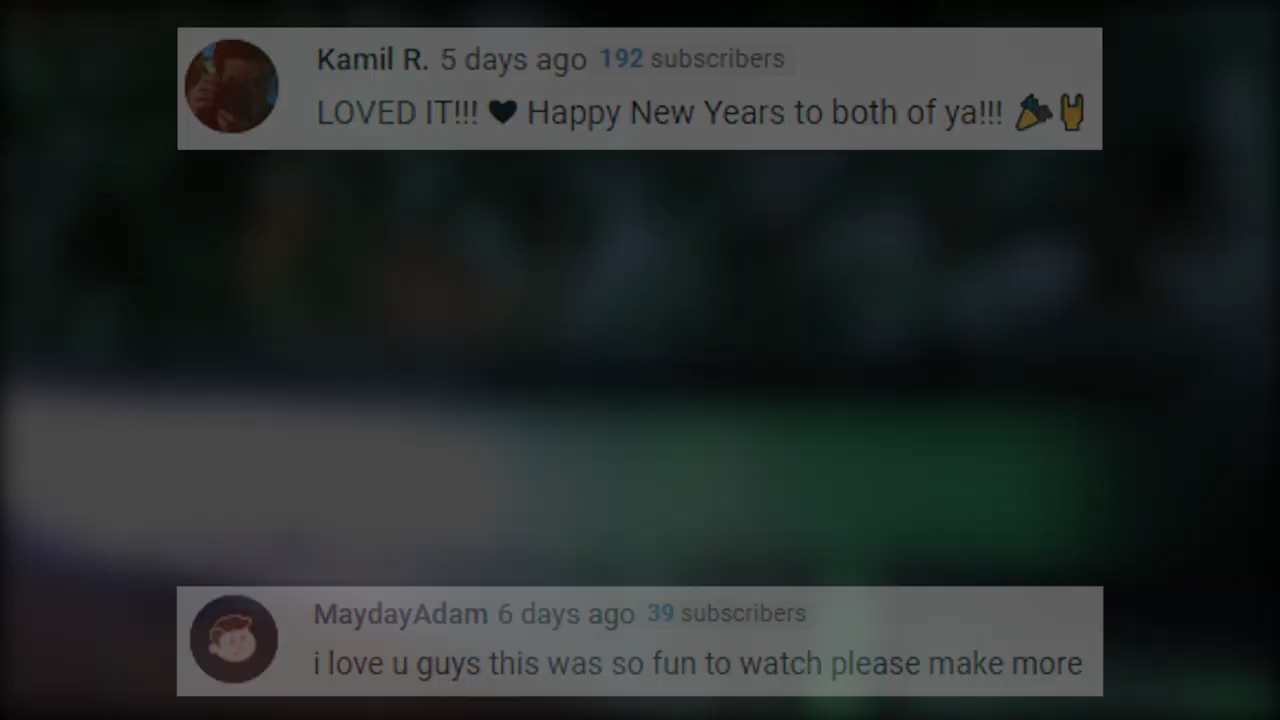 Kamil R. 5 days ago 192 subscribers
LOVED IT!!! 🖤 Happy New Years to both of ya!!! 🎉🤘
MaydayAdam 6 days ago 39 subscribers
i love u guys this was so fun to watch please make more